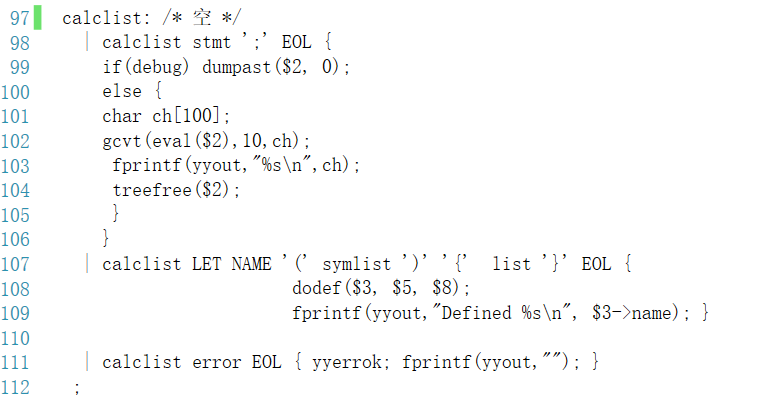 97 calclist: /* 空 */
98 | calclist stmt ';' EOL {
99 if(debug) dumpast($2, 0);
100 else {
101 char ch[100];
102 gcvt(eval($2),10,ch);
103 fprintf(yyout,"%s\n",ch);
104 treefree($2);
105 }
106 }
107 | calclist LET NAME '(' symlist ')' '{' list '}' EOL {
108 dodef($3, $5, $8);
109 fprintf(yyout,"Defined %s\n", $3->name); }
110
111 | calclist error EOL { yyerrok; fprintf(yyout,""); }
112 ;